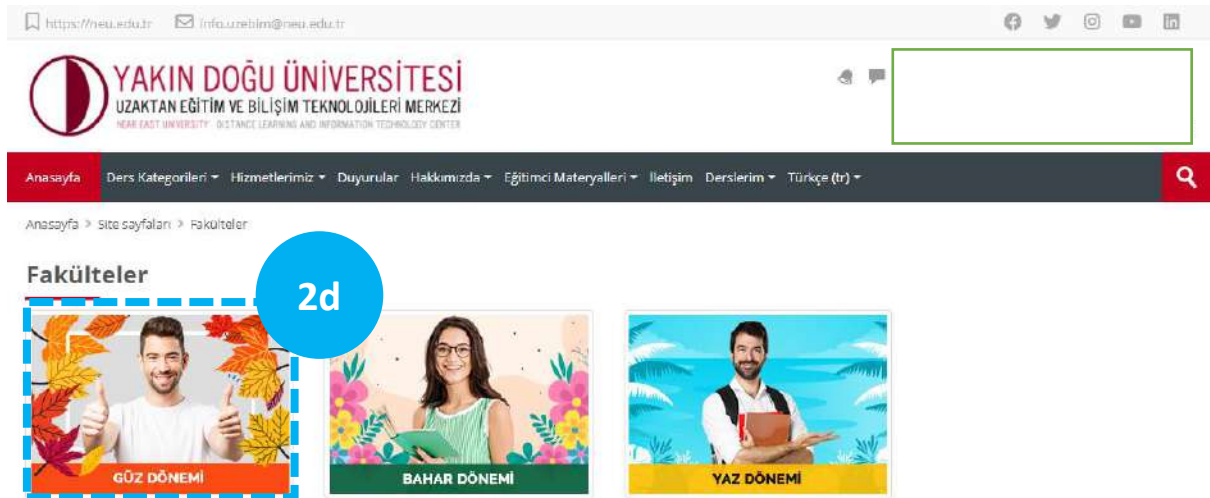 https://neu.edu.tr info.uzebim@neu.edu.tr
YAKIN DOĞU ÜNİVERSİTESİ
UZAKTAN EĞİTİM VE BİLİŞİM TEKNOLOJİLERİ MERKEZİ
NEAR EAST UNIVERSITY · DISTANCE LEARNING AND INFORMATION TECHNOLOGY CENTER
Anasayfa Ders Kategorileri Hizmetlerimiz Duyurular Hakkımızda Eğitimci Materyalleri İletişim Derslerim Türkçe (tr)
Anasayfa > Site sayfaları > Fakülteler
Fakülteler
2d
GÜZ DÖNEMİ
BAHAR DÖNEMİ
YAZ DÖNEMİ